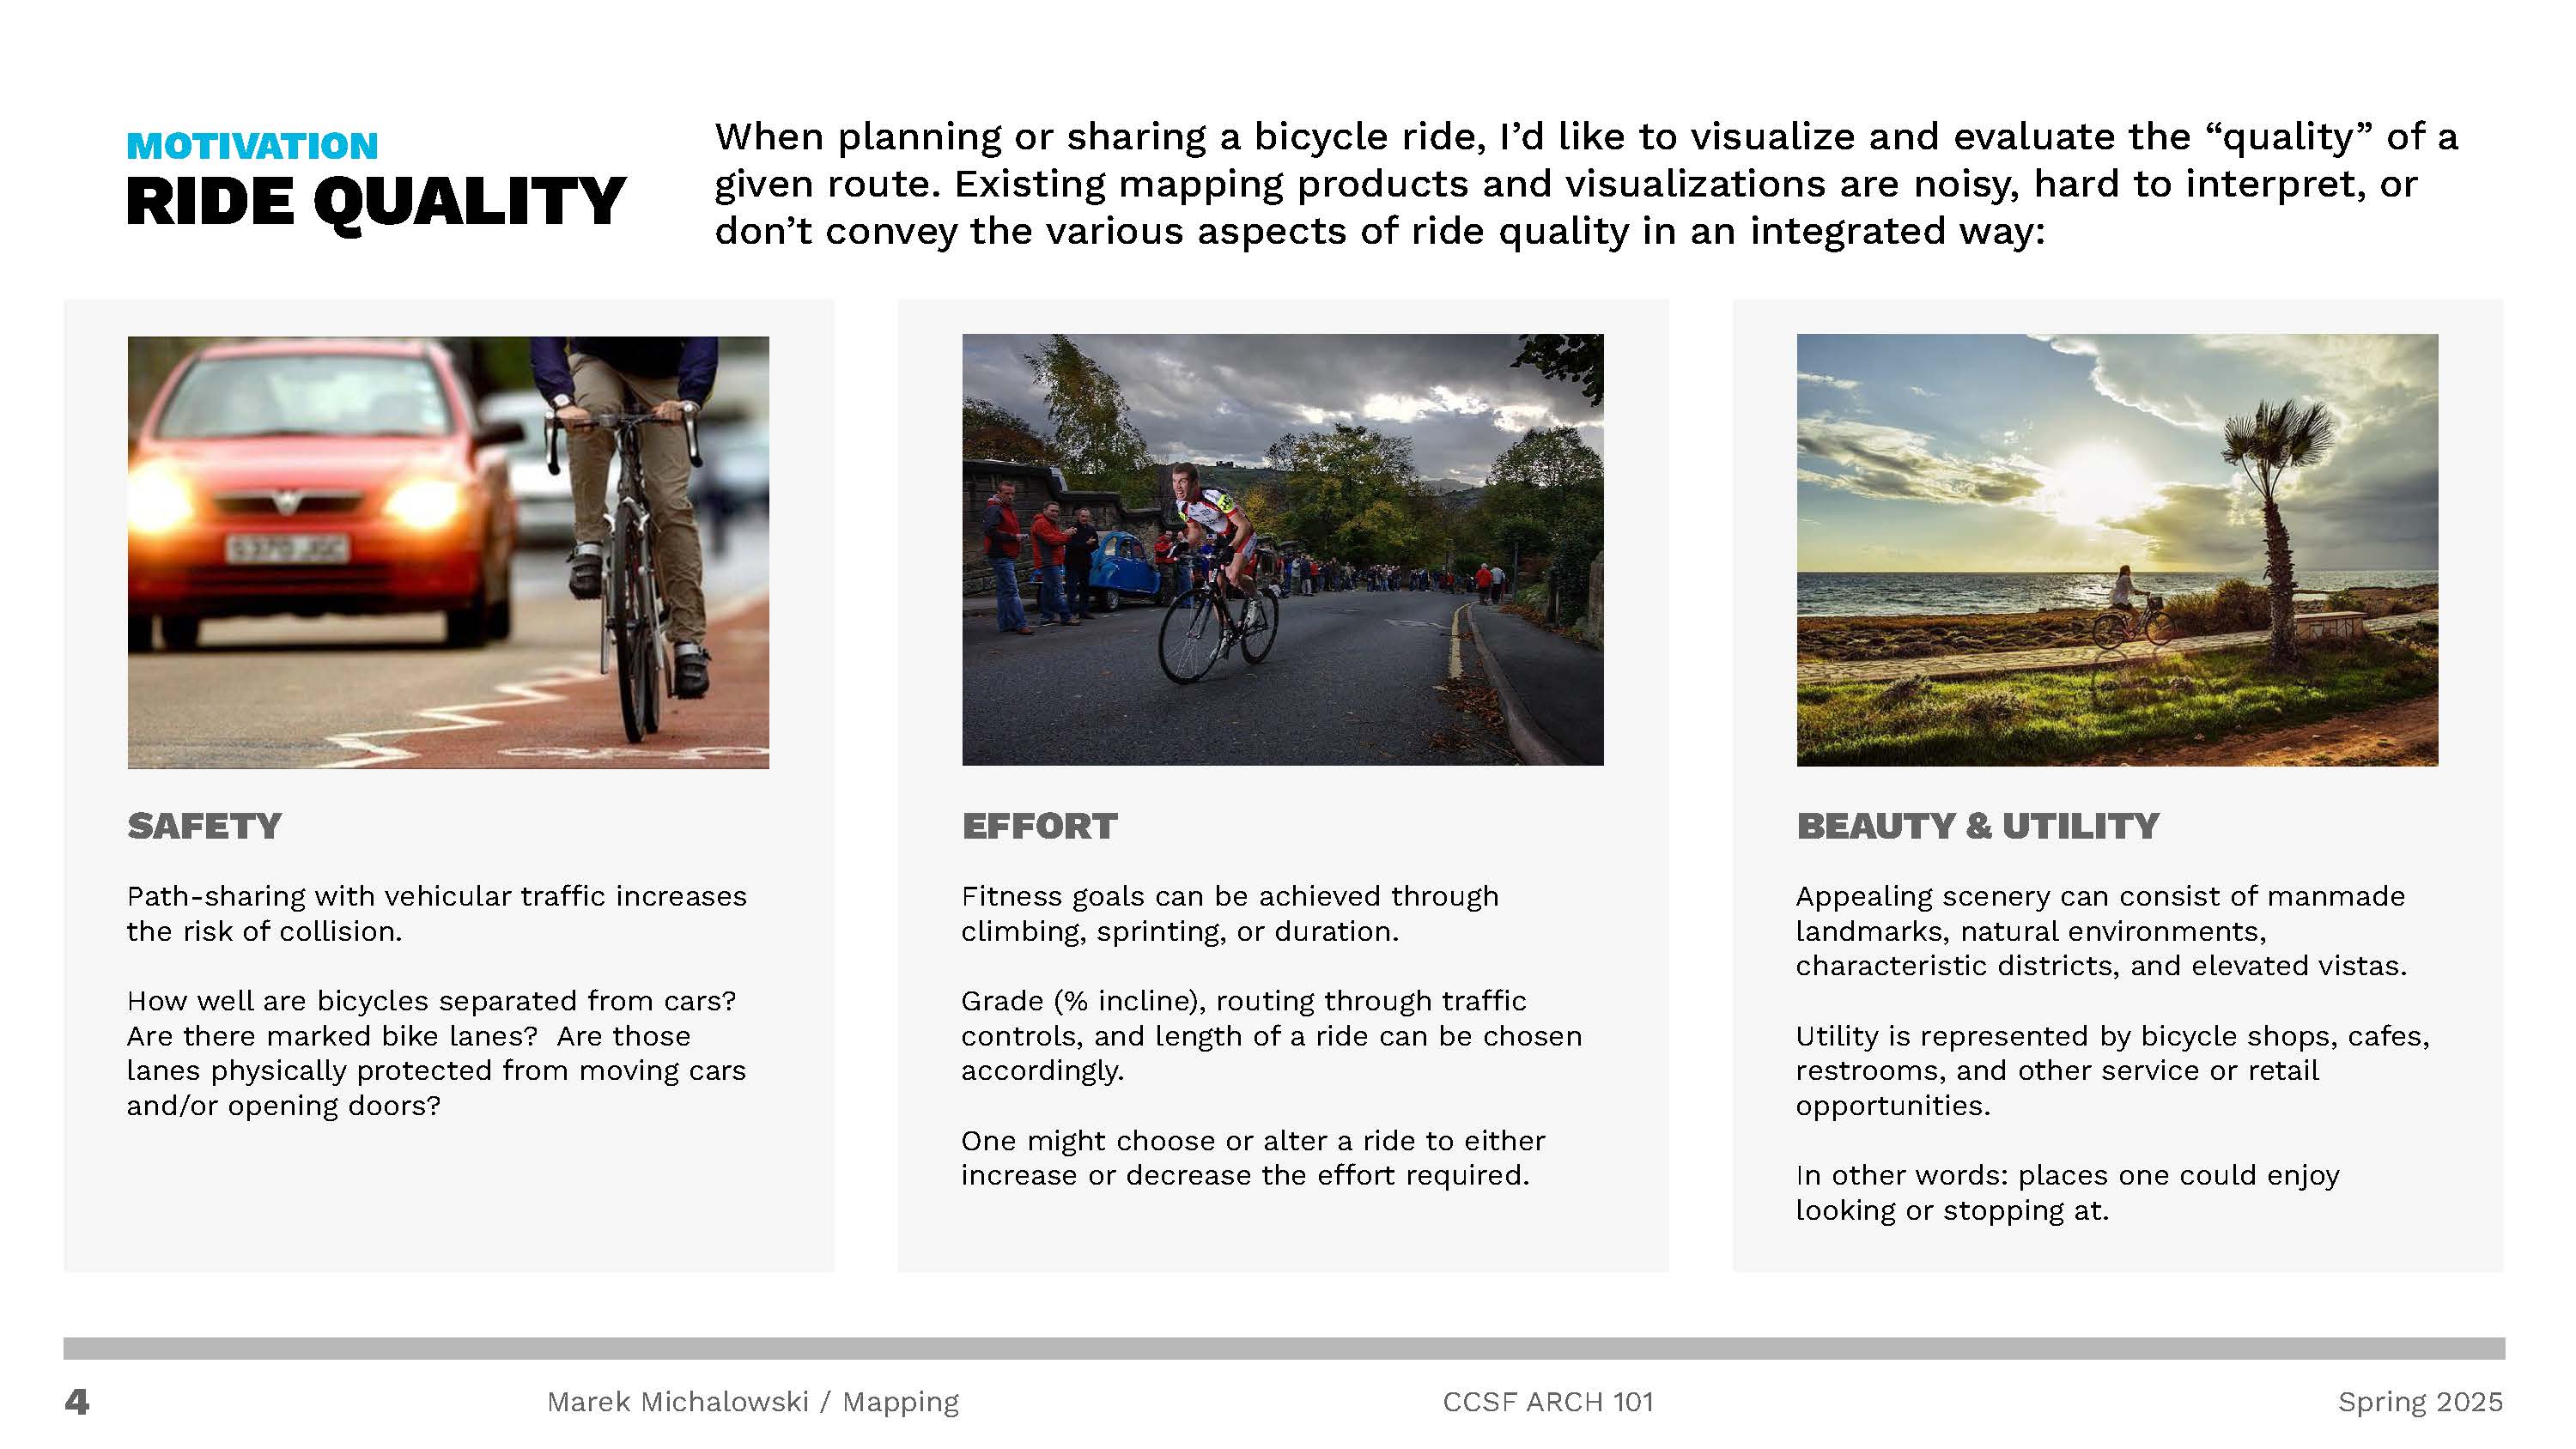 MOTIVATION
RIDE QUALITY
When planning or sharing a bicycle ride, I’d like to visualize and evaluate the “quality” of a
given route. Existing mapping products and visualizations are noisy, hard to interpret, or
don’t convey the various aspects of ride quality in an integrated way:
SAFETY
Path-sharing with vehicular traffic increases
the risk of collision.
How well are bicycles separated from cars?
Are there marked bike lanes?  Are those
lanes physically protected from moving cars
and/or opening doors?
EFFORT
Fitness goals can be achieved through
climbing, sprinting, or duration.
Grade (% incline), routing through traffic
controls, and length of a ride can be chosen
accordingly.
One might choose or alter a ride to either
increase or decrease the effort required.
BEAUTY & UTILITY
Appealing scenery can consist of manmade
landmarks, natural environments,
characteristic districts, and elevated vistas.
Utility is represented by bicycle shops, cafes,
restrooms, and other service or retail
opportunities.
In other words: places one could enjoy
looking or stopping at.
4
Marek Michalowski / Mapping
CCSF ARCH 101
Spring 2025